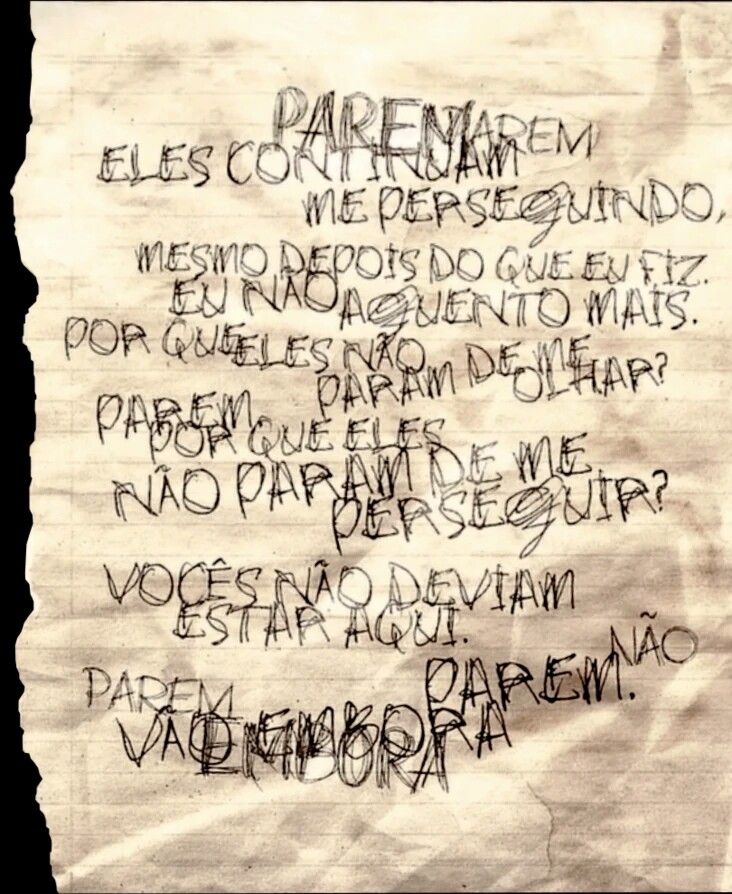 PAREM PAREM
ELES CONTINUAM
ME PERSEGUINDO,
MESMO DEPOIS DO QUE EU FIZ.
EU NÃO AGUENTO MAIS.
POR QUE ELES NÃO
PARAM DE ME
OLHAR?
PAREM.
POR QUE ELES
NÃO PARAM DE ME
PERSEGUIR?
VOCÊS NÃO DEVIAM
ESTAR AQUI.
NÃO
PAREM PAREM.
VÃO EMBORA
EMBORA